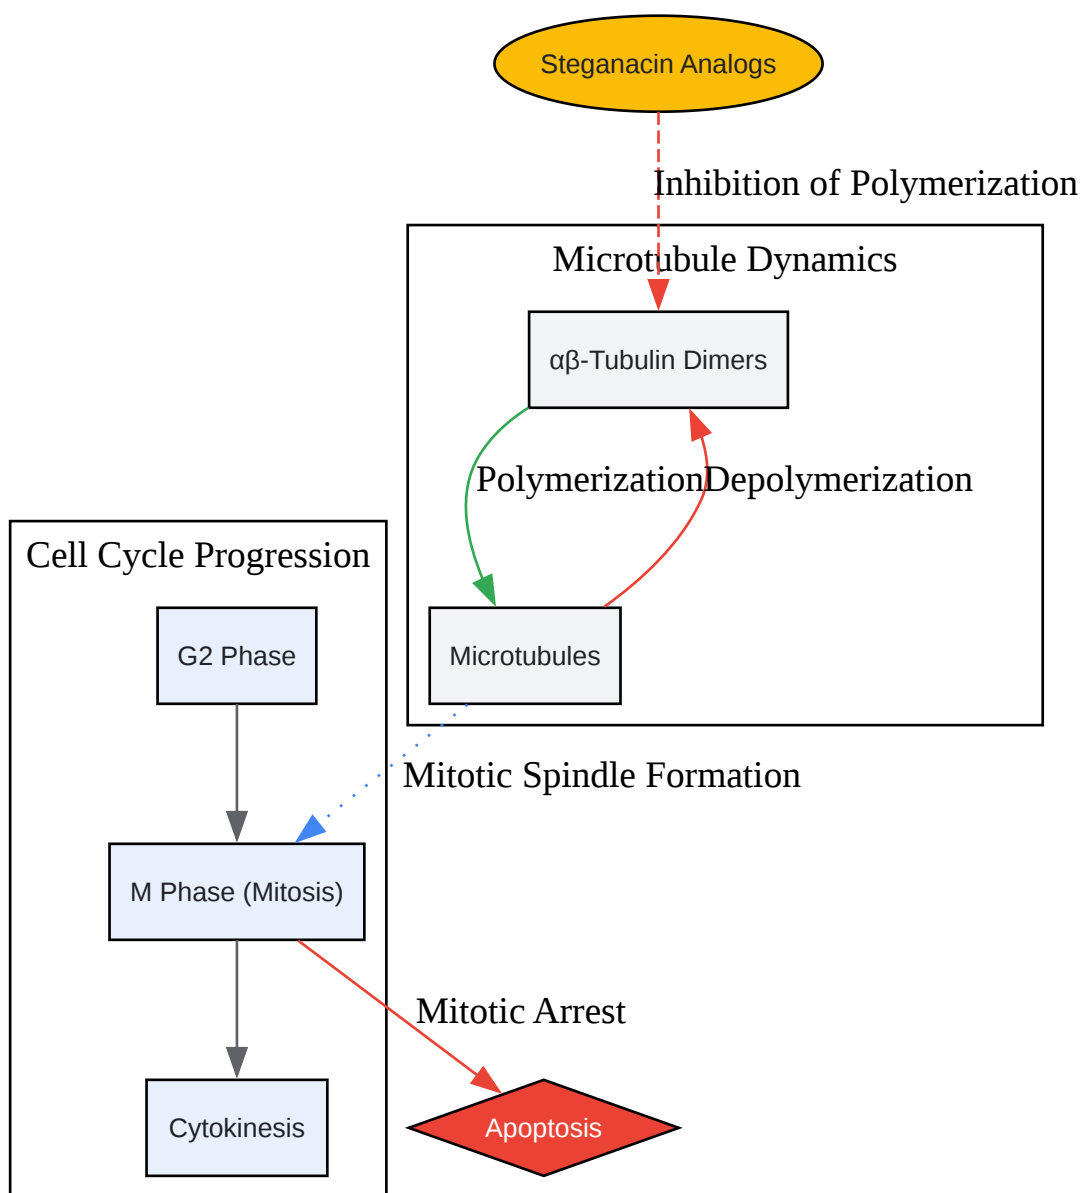 Steganacin Analogs
Inhibition of Polymerization
Microtubule Dynamics
αβ-Tubulin Dimers
Polymerization
Depolymerization
Cell Cycle Progression
G2 Phase
Microtubules
Mitotic Spindle Formation
M Phase (Mitosis)
Mitotic Arrest
Cytokinesis
Apoptosis